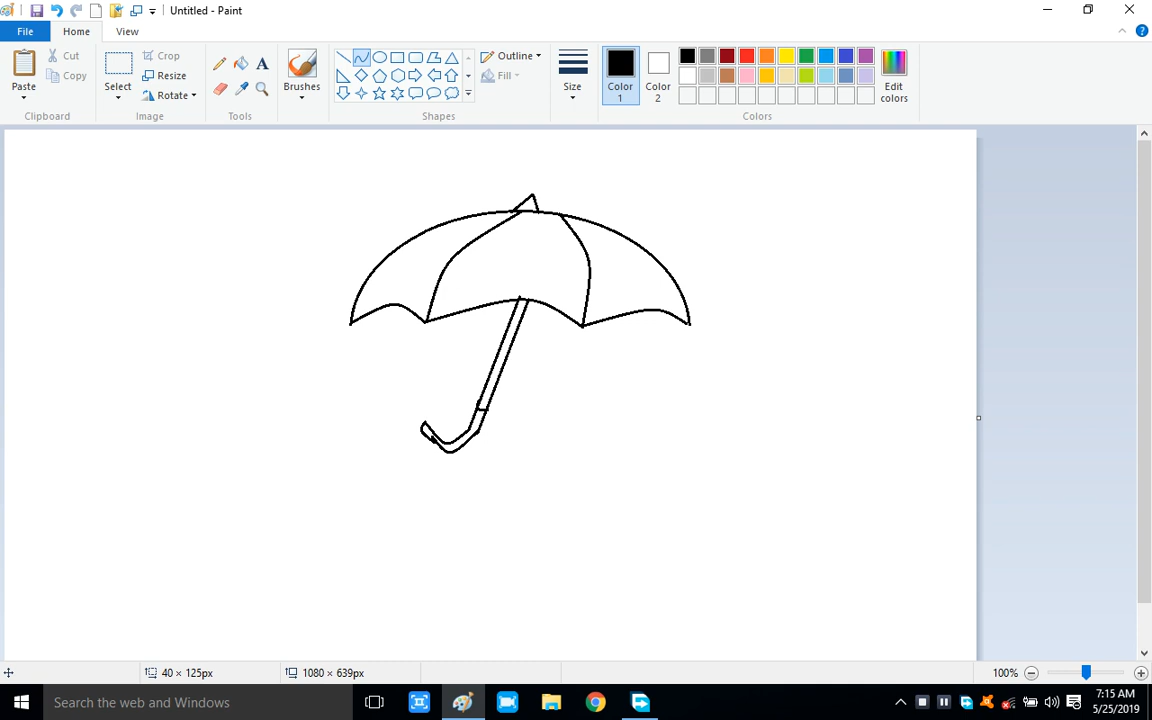 Untitled - Paint
File Home View
Paste
Cut
Copy
Clipboard
Select
Crop
Resize
Rotate
Image
A
Tools
Brushes
Outline
Fill
Shapes
Size
Color 1
Color 2
Edit colors
Colors
40 × 125px
1080 × 639px
100%
Search the web and Windows
7:15 AM
5/25/2019